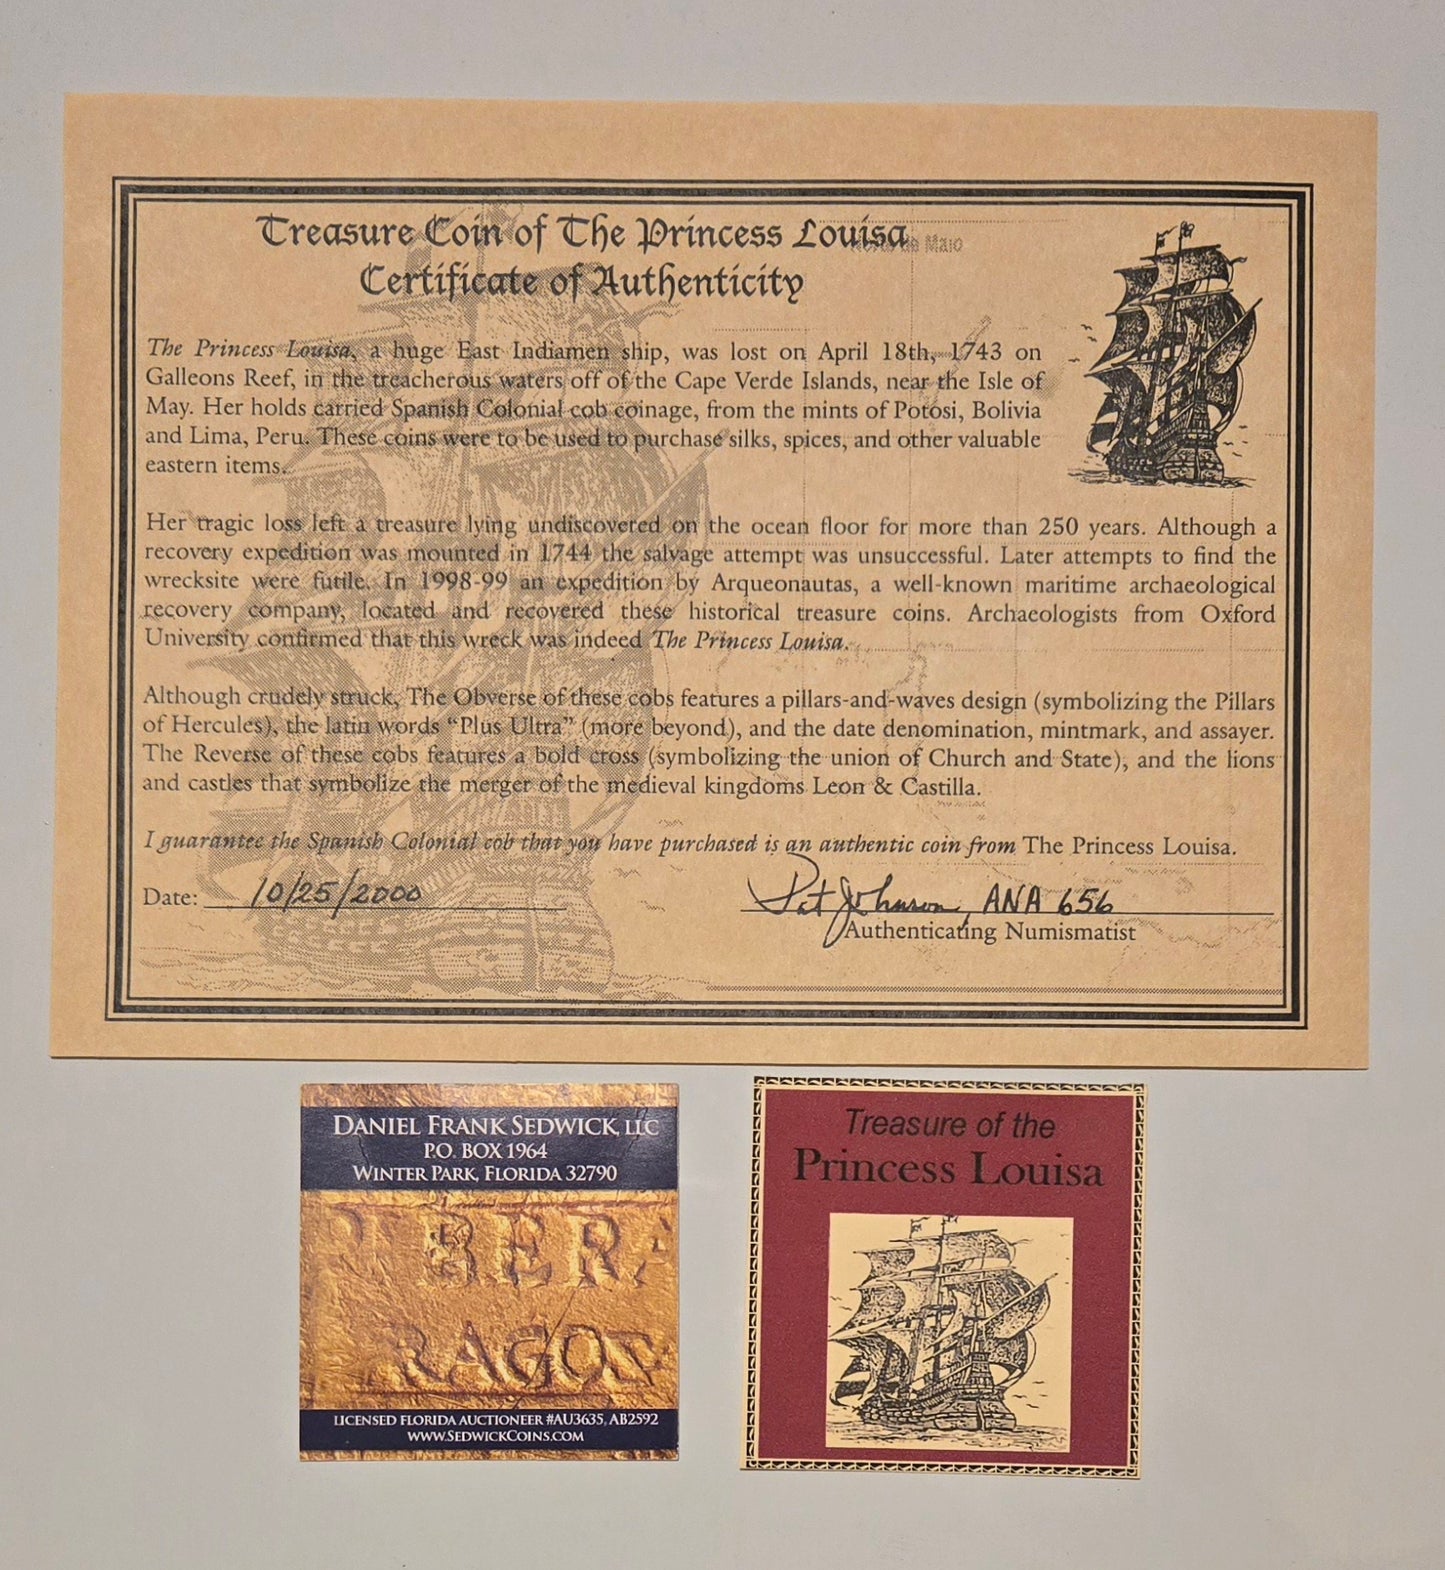 Treasure Coin of The Princess Louisa
Certificate of Authenticity
de Maio
The Princess Louisa, a huge East Indiamen ship, was lost on April 18th, 1743 on
Galleons Reef, in the treacherous waters off of the Cape Verde Islands, near the Isle of
May. Her holds carried Spanish Colonial cob coinage, from the mints of Potosi, Bolivia
and Lima, Peru. These coins were to be used to purchase silks, spices, and other valuable
eastern items.
Her tragic loss left a treasure lying undiscovered on the ocean floor for more than 250 years. Although a
recovery expedition was mounted in 1744 the salvage attempt was unsuccessful. Later attempts to find the
wrecksite were futile. In 1998-99 an expedition by Arqueonautas, a well-known maritime archaeological
recovery company, located and recovered these historical treasure coins. Archaeologists from Oxford
University confirmed that this wreck was indeed The Princess Louisa.
Although crudely struck, The Obverse of these cobs features a pillars-and-waves design (symbolizing the Pillars
of Hercules), the latin words “Plus Ultra” (more beyond), and the date denomination, mintmark, and assayer.
The Reverse of these cobs features a bold cross (symbolizing the union of Church and State), and the lions
and castles that symbolize the merger of the medieval kingdoms Leon & Castilla.
I guarantee the Spanish Colonial cob that you have purchased is an authentic coin from The Princess Louisa.
Date: 10/25/2000
Pat Johnson, ANA 656
Authenticating Numismatist
DANIEL FRANK SEDWICK, LLC
P.O. BOX 1964
WINTER PARK, FLORIDA 32790
BER
RAGO
LICENSED FLORIDA AUCTIONEER #AU3635, AB2592
WWW.SEDWICKCOINS.COM
Treasure of the
Princess Louisa